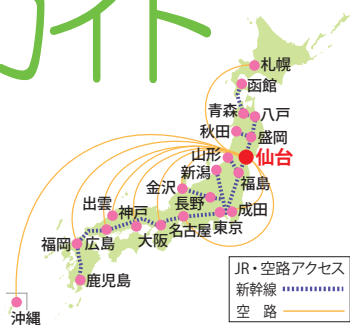 ガイト
札幌
函館
青森
八戸
秋田
盛岡
山形
仙台
新潟
福島
金沢
長野
成田
出雲
神戸
東京
名古屋
福岡
広島
大阪
鹿児島
沖縄
JR・空路アクセス
新幹線
空　路